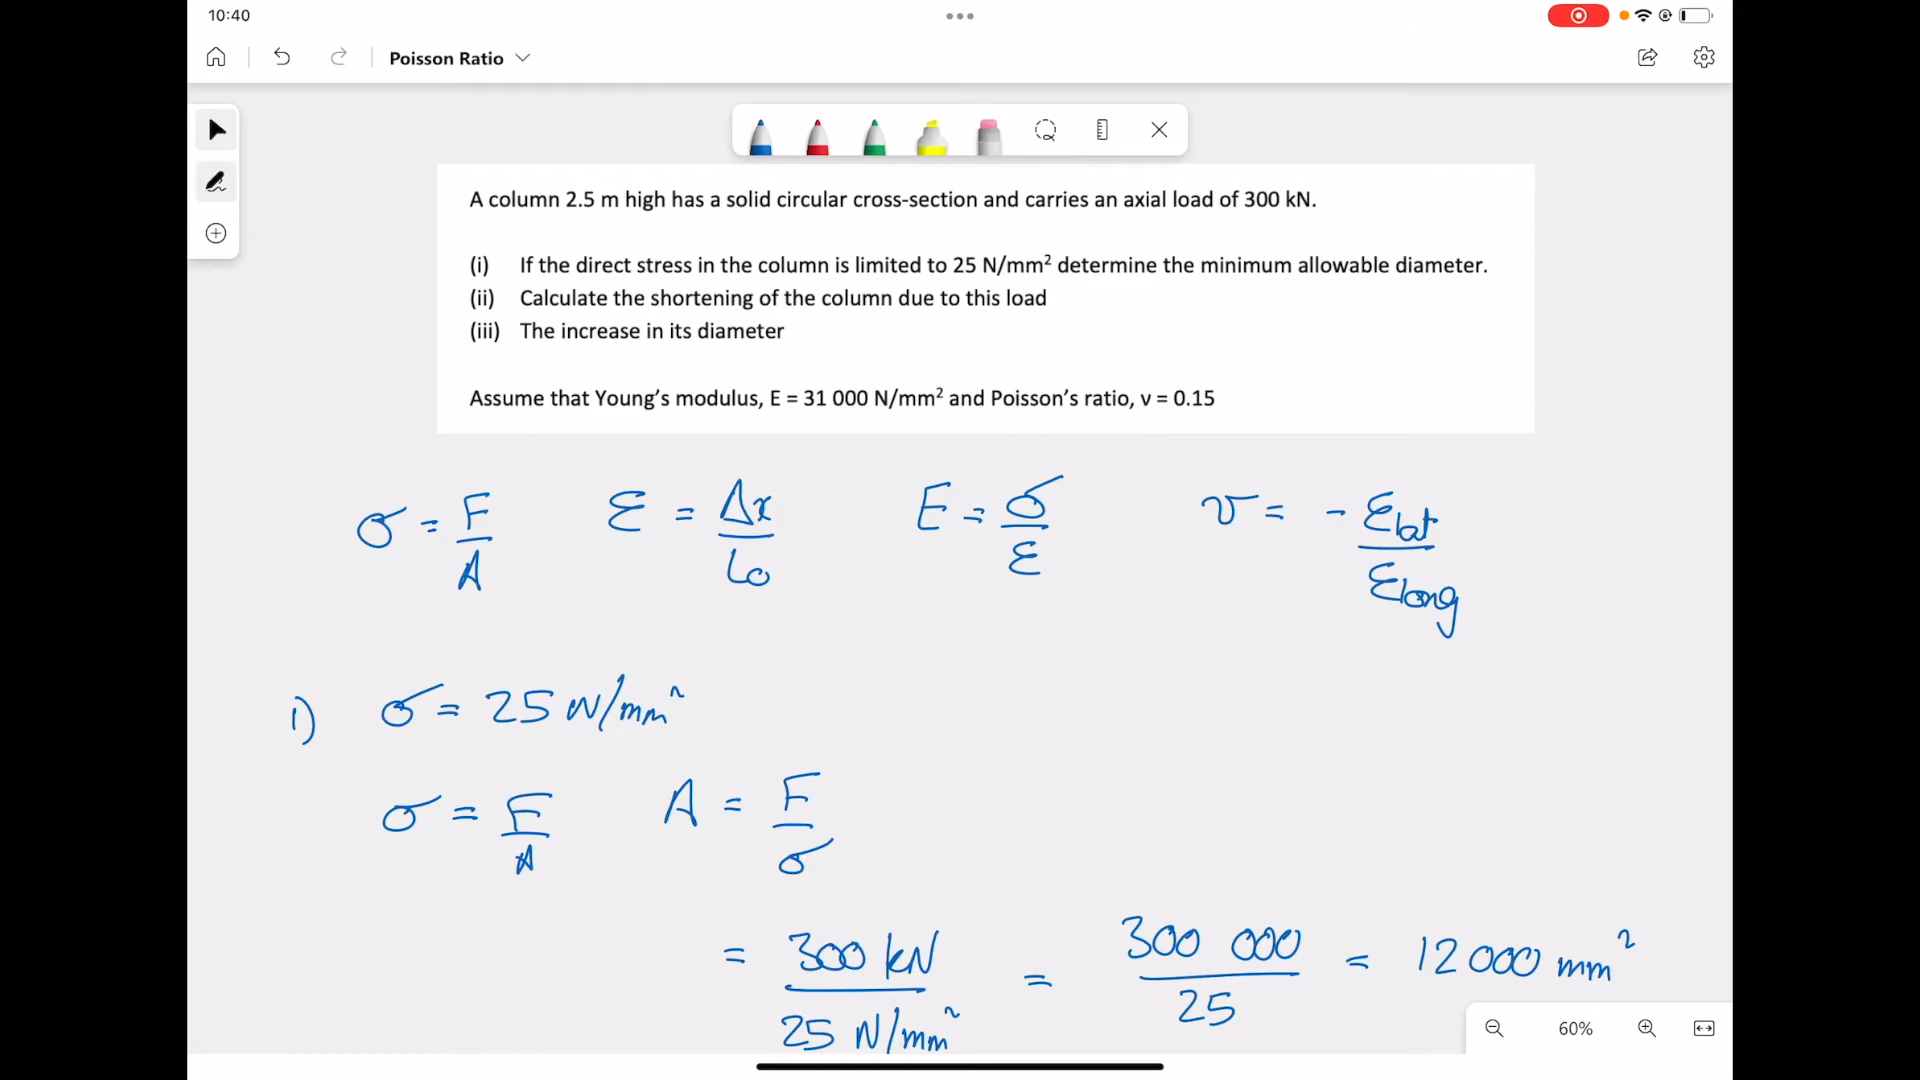 10:40
Poisson Ratio
A column 2.5 m high has a solid circular cross-section and carries an axial load of 300 kN.
(i) If the direct stress in the column is limited to 25 N/mm² determine the minimum allowable diameter.
(ii) Calculate the shortening of the column due to this load
(iii) The increase in its diameter
Assume that Young's modulus, E = 31 000 N/mm² and Poisson's ratio, ν = 0.15
σ = F/A ε = Δx/L₀ E = σ/ε ν = - εlat/εlong
1) σ = 25 N/mm²
σ = F/A A = F/σ
= 300 kN / 25 N/mm² = 300 000 / 25 = 12 000 mm²
60%